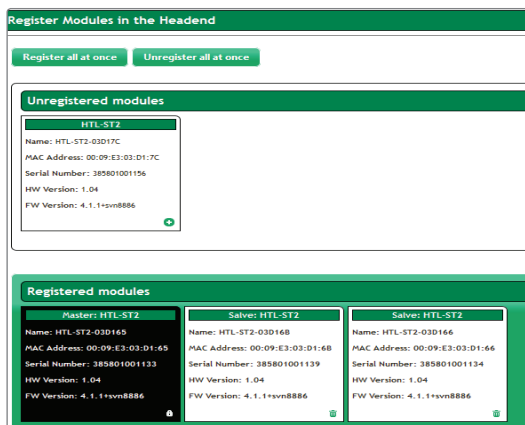 Register Modules in the Headend
Register all at once
Unregister all at once
Unregistered modules
HTL-ST2
Name: HTL-ST2-03D17C
MAC Address: 00:09:E3:03:D1:7C
Serial Number: 385801001156
HW Version: 1.04
FW Version: 4.1.1+svn8886
Registered modules
Master: HTL-ST2
Name: HTL-ST2-03D165
MAC Address: 00:09:E3:03:D1:65
Serial Number: 385801001133
HW Version: 1.04
FW Version: 4.1.1+svn8886
Salve: HTL-ST2
Name: HTL-ST2-03D16B
MAC Address: 00:09:E3:03:D1:6B
Serial Number: 385801001139
HW Version: 1.04
FW Version: 4.1.1+svn8886
Salve: HTL-ST2
Name: HTL-ST2-03D166
MAC Address: 00:09:E3:03:D1:66
Serial Number: 385801001134
HW Version: 1.04
FW Version: 4.1.1+svn8886